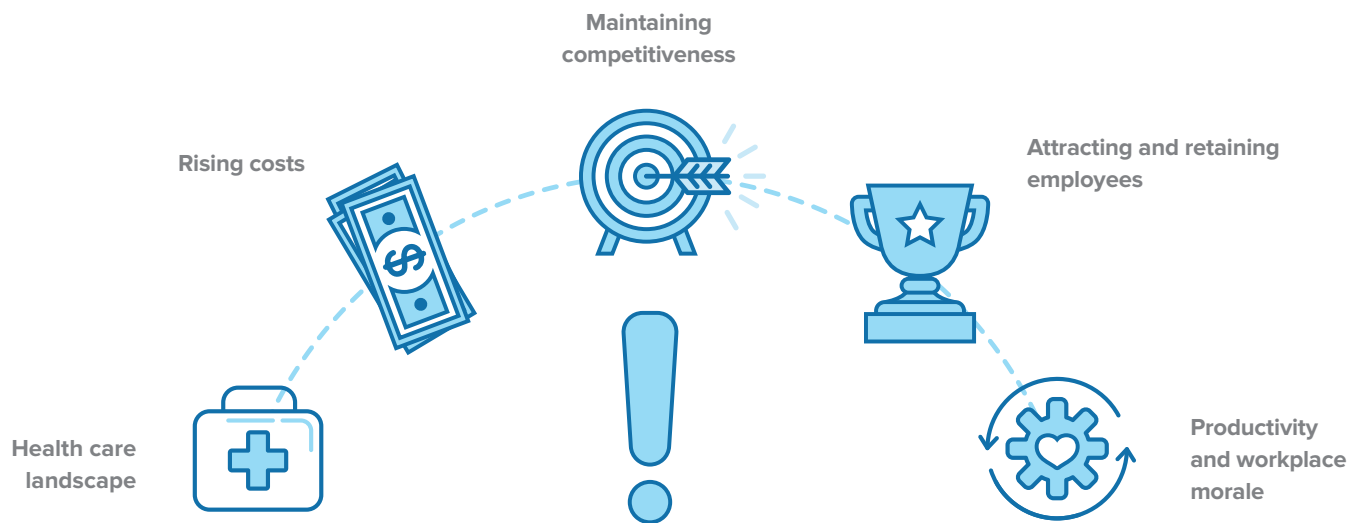 Maintaining
competitiveness
Rising costs
Attracting and retaining
employees
$
Health care
landscape
Productivity
and workplace
morale